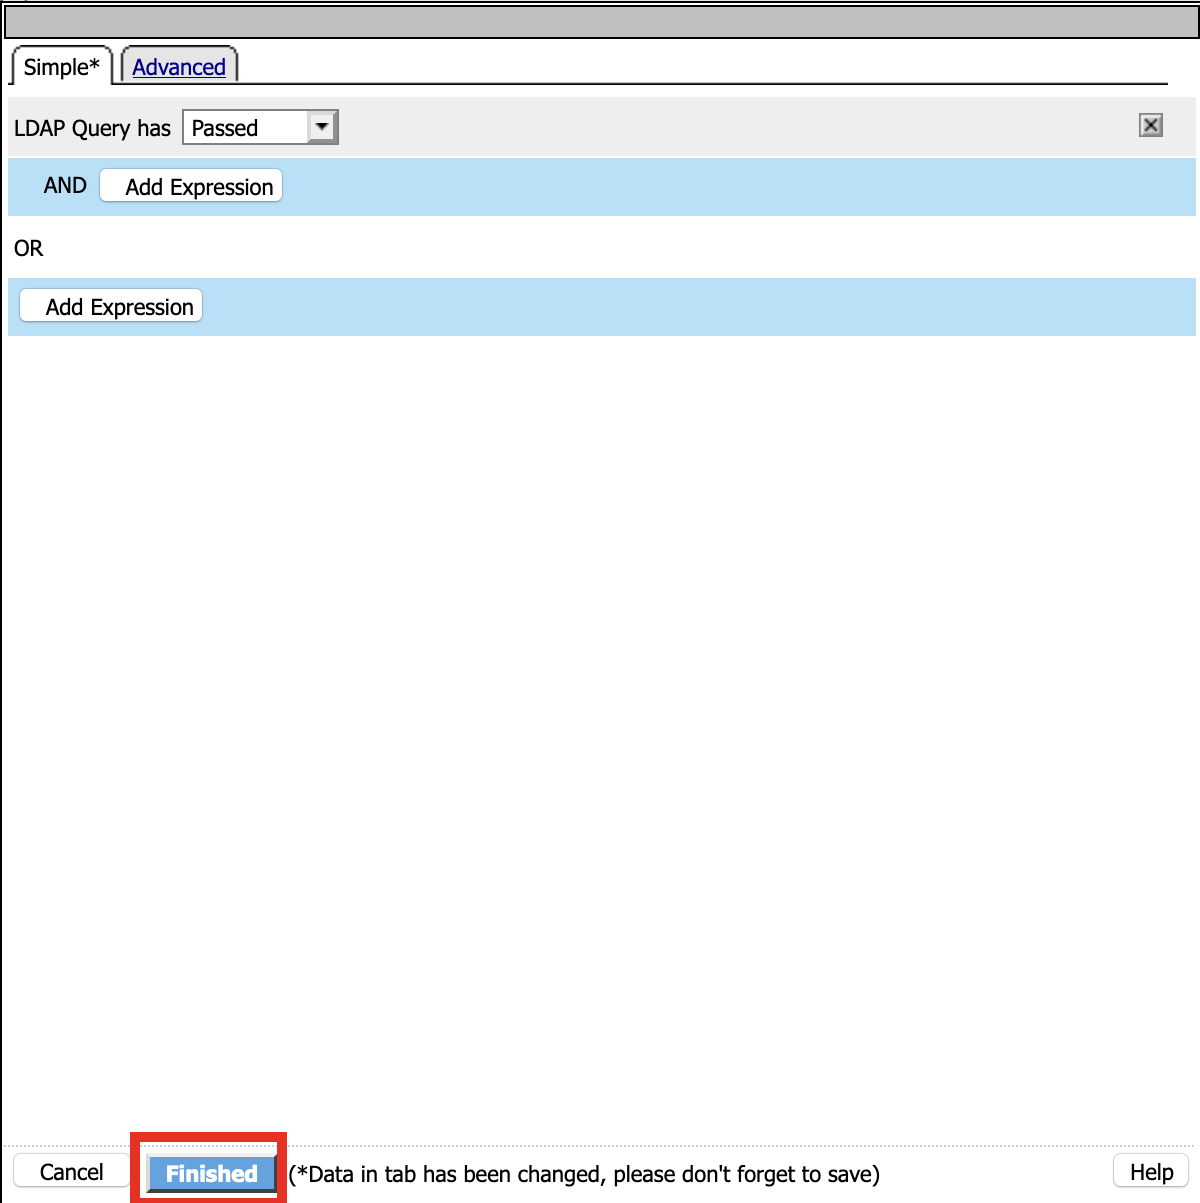 Simple* Advanced
LDAP Query has Passed
AND Add Expression
OR
Add Expression
Cancel Finished (*Data in tab has been changed, please don't forget to save) Help